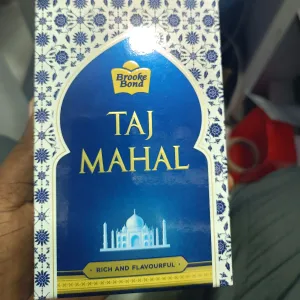 Brooke
Bond
TAJ
MAHAL
RICH AND FLAVOURFUL